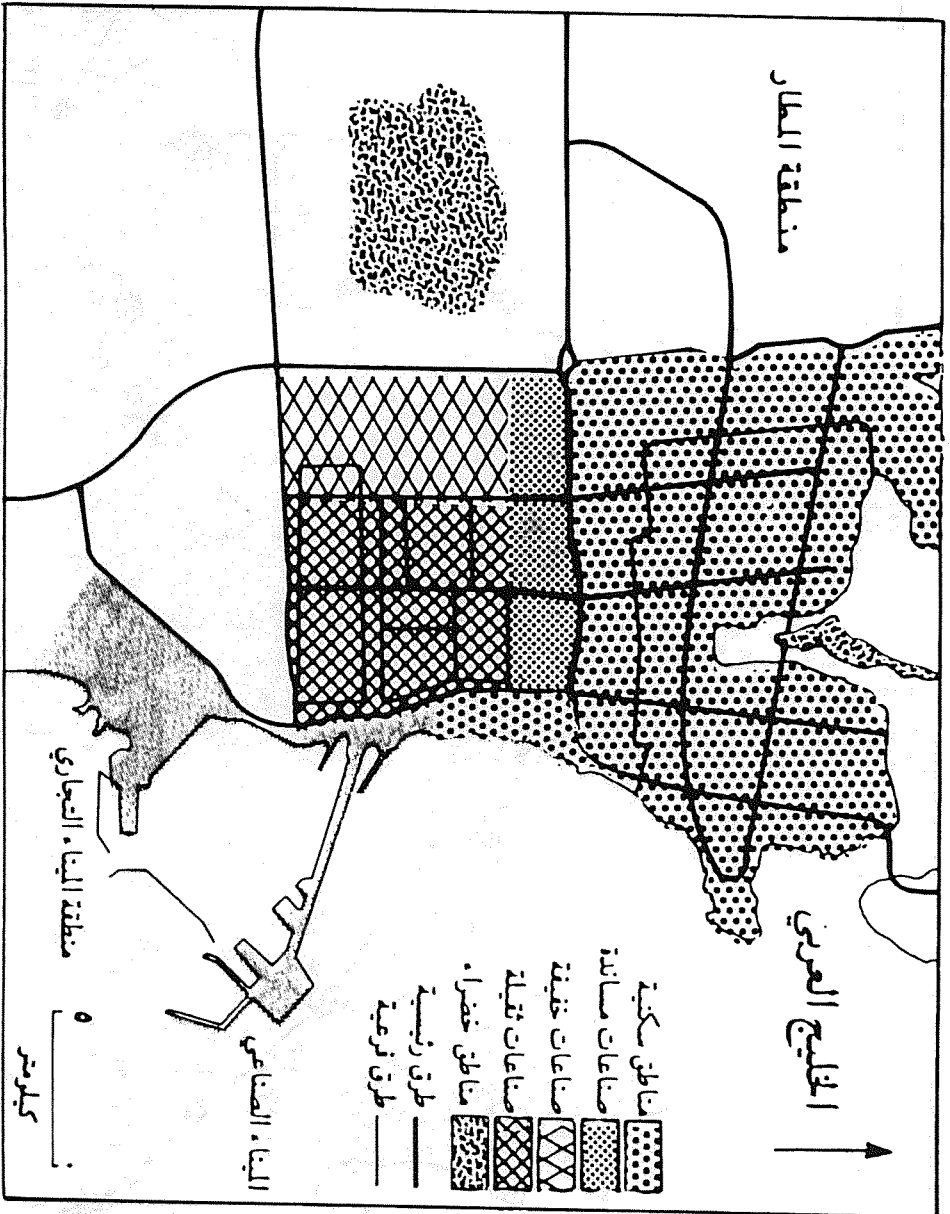 منطقة المطار
الخليج العربي
مناطق سكنية
صناعات مساندة
صناعات خفيفة
صناعات ثقيلة
مناطق خضراء
طرق رئيسية
طرق فرعية
الميناء الصناعي
منطقة الميناء التجاري
٥ ٠
كيلومتر